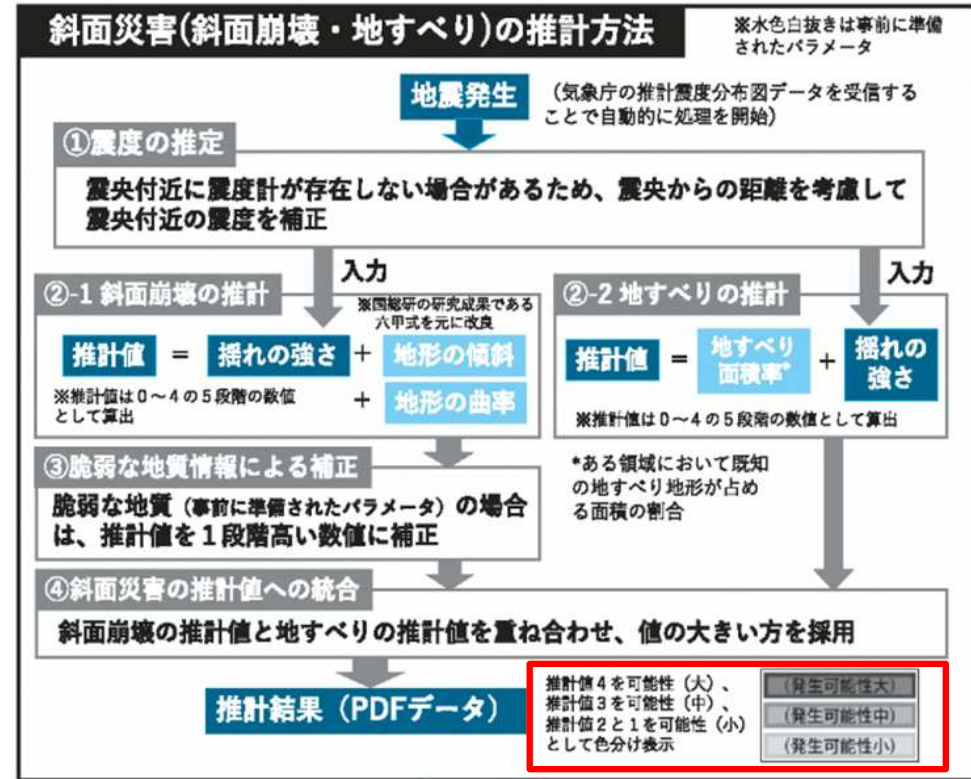 斜面災害(斜面崩壊・地すべり)の推計方法
※水色白抜きは事前に準備
されたパラメータ
地震発生
(気象庁の推計震度分布図データを受信する
ことで自動的に処理を開始)
①震度の推定
震央付近に震度計が存在しない場合があるため、震央からの距離を考慮して
震央付近の震度を補正
入力
入力
②-1 斜面崩壊の推計
※国総研の研究成果である
六甲式を元に改良
推計値 = 揺れの強さ + 地形の傾斜
+ 地形の曲率
※推計値は0～4の5段階の数値
として算出
②-2 地すべりの推計
推計値 = 地すべり
面積率* + 揺れの
強さ
※推計値は0～4の5段階の数値として算出
③脆弱な地質情報による補正
脆弱な地質(事前に準備されたパラメータ)の場合
は、推計値を1段階高い数値に補正
*ある領域において既知
の地すべり地形が占め
る面積の割合
④斜面災害の推計値への統合
斜面崩壊の推計値と地すべりの推計値を重ね合わせ、値の大きい方を採用
推計結果(PDFデータ)
推計値4を可能性(大)、
推計値3を可能性(中)、
推計値2と1を可能性(小)
として色分け表示
(発生可能性大)
(発生可能性中)
(発生可能性小)